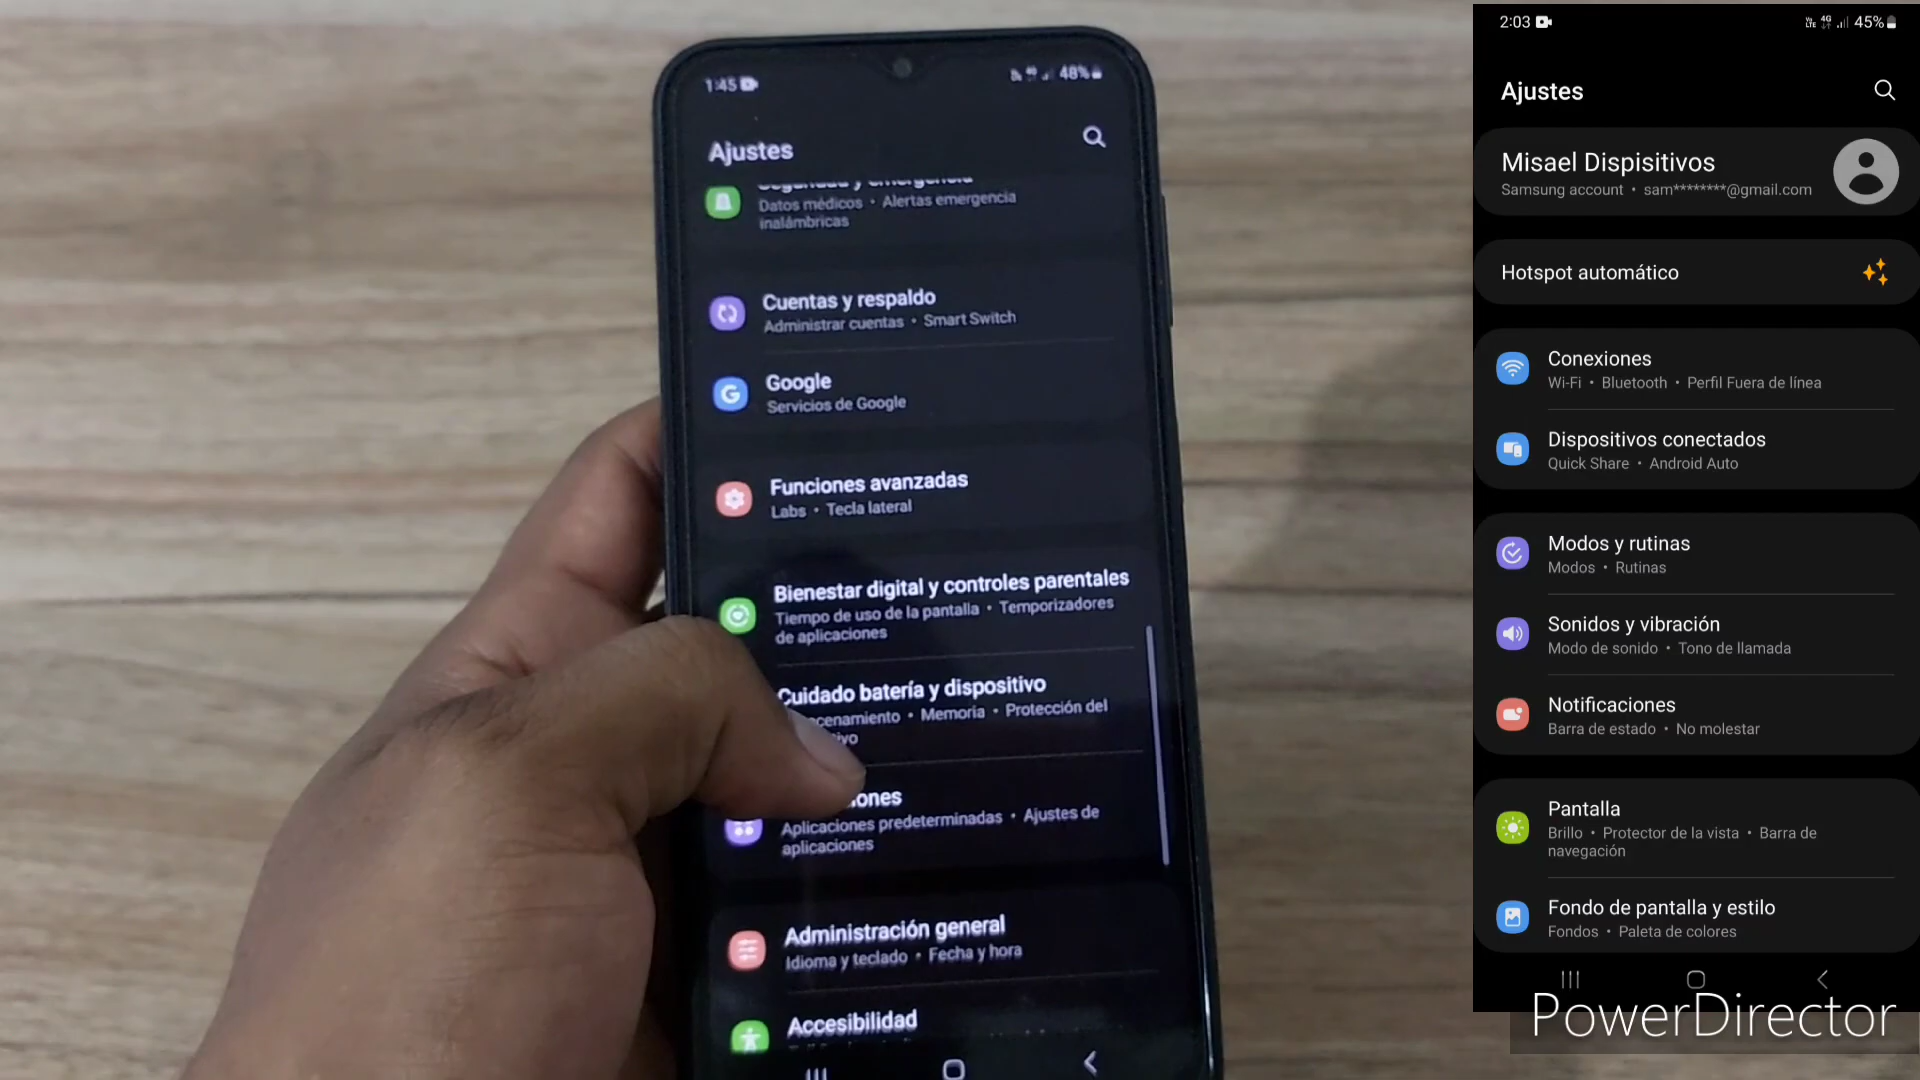 1:45
48%
Ajustes
Seguridad y emergencia
Datos médicos • Alertas emergencia
inalámbricas
Cuentas y respaldo
Administrar cuentas • Smart Switch
Google
Servicios de Google
Funciones avanzadas
Labs • Tecla lateral
Bienestar digital y controles parentales
Tiempo de uso de la pantalla • Temporizadores
de aplicaciones
Cuidado batería y dispositivo
cenamiento • Memoria • Protección del
ivo
iones
Aplicaciones predeterminadas • Ajustes de
aplicaciones
Administración general
Idioma y teclado • Fecha y hora
Accesibilidad
2:03
4G
45%
Ajustes
Misael Dispisitivos
Samsung account • sam********@gmail.com
Hotspot automático
Conexiones
Wi-Fi • Bluetooth • Perfil Fuera de línea
Dispositivos conectados
Quick Share • Android Auto
Modos y rutinas
Modos • Rutinas
Sonidos y vibración
Modo de sonido • Tono de llamada
Notificaciones
Barra de estado • No molestar
Pantalla
Brillo • Protector de la vista • Barra de
navegación
Fondo de pantalla y estilo
Fondos • Paleta de colores
PowerDirector